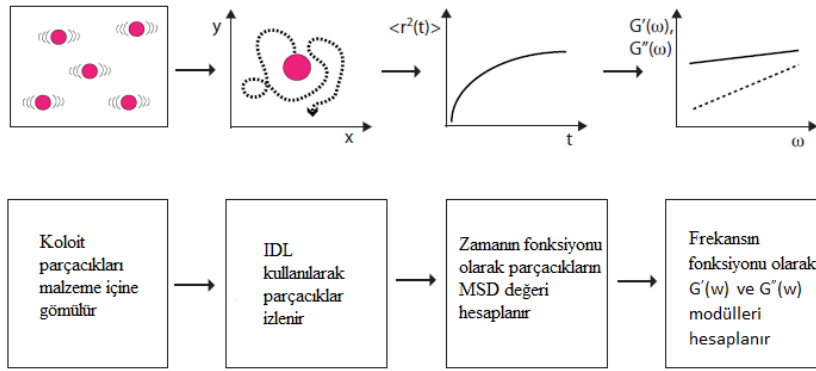 y
x
<r²(t)>
t
G′(ω),
G″(ω)
ω
Koloit
parçacıkları
malzeme içine
gömülür
IDL
kullanılarak
parçacıklar
izlenir
Zamanın fonksiyonu
olarak parçacıkların
MSD değeri
hesaplanır
Frekansın
fonksiyonu olarak
G′(w) ve G″(w)
modülleri
hesaplanır